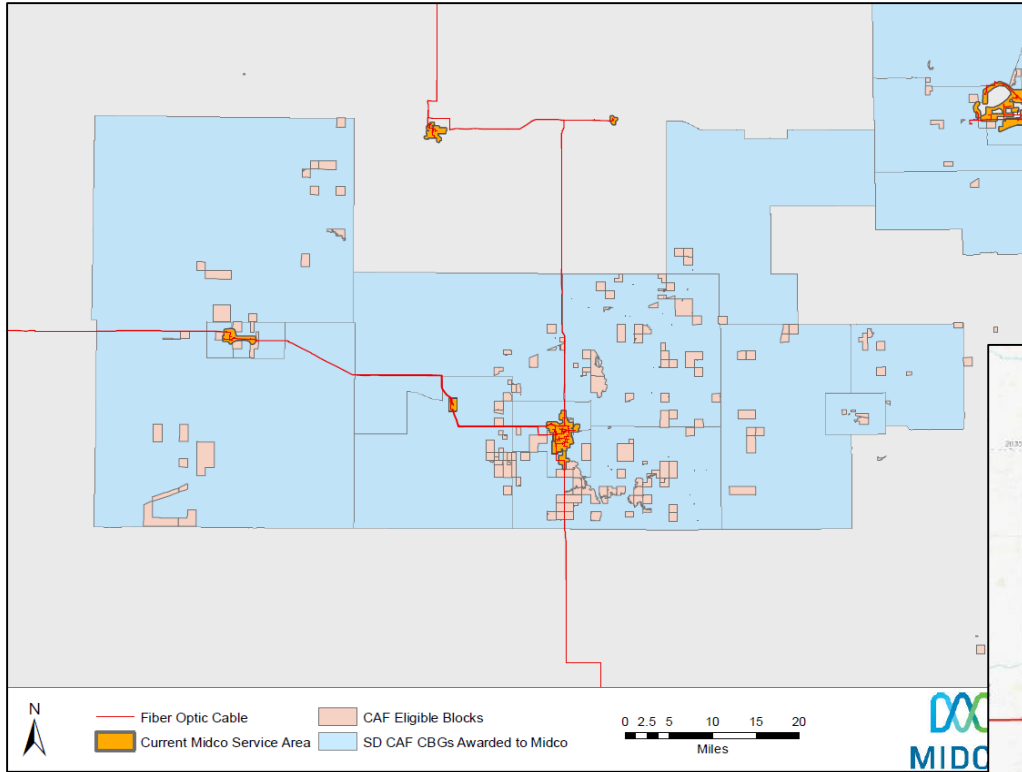 N
Fiber Optic Cable
Current Midco Service Area
CAF Eligible Blocks
SD CAF CBGs Awarded to Midco
0 2.5 5 10 15 20
Miles